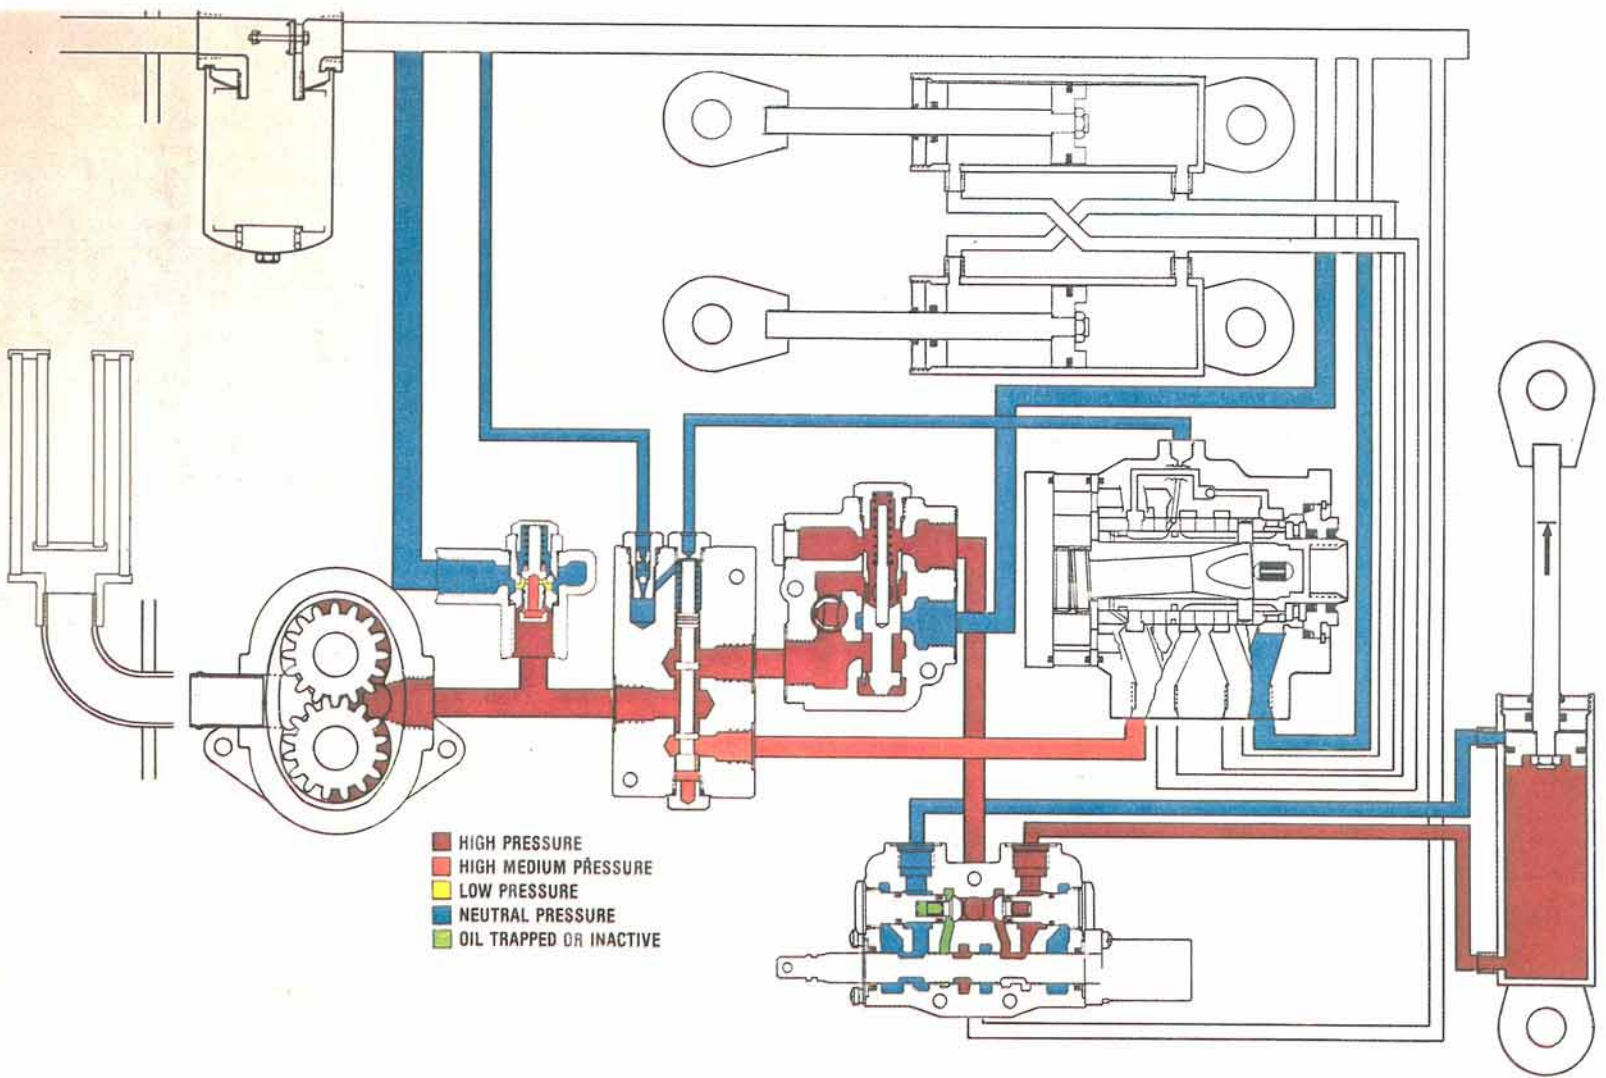 HIGH PRESSURE
HIGH MEDIUM PRESSURE
LOW PRESSURE
NEUTRAL PRESSURE
OIL TRAPPED OR INACTIVE